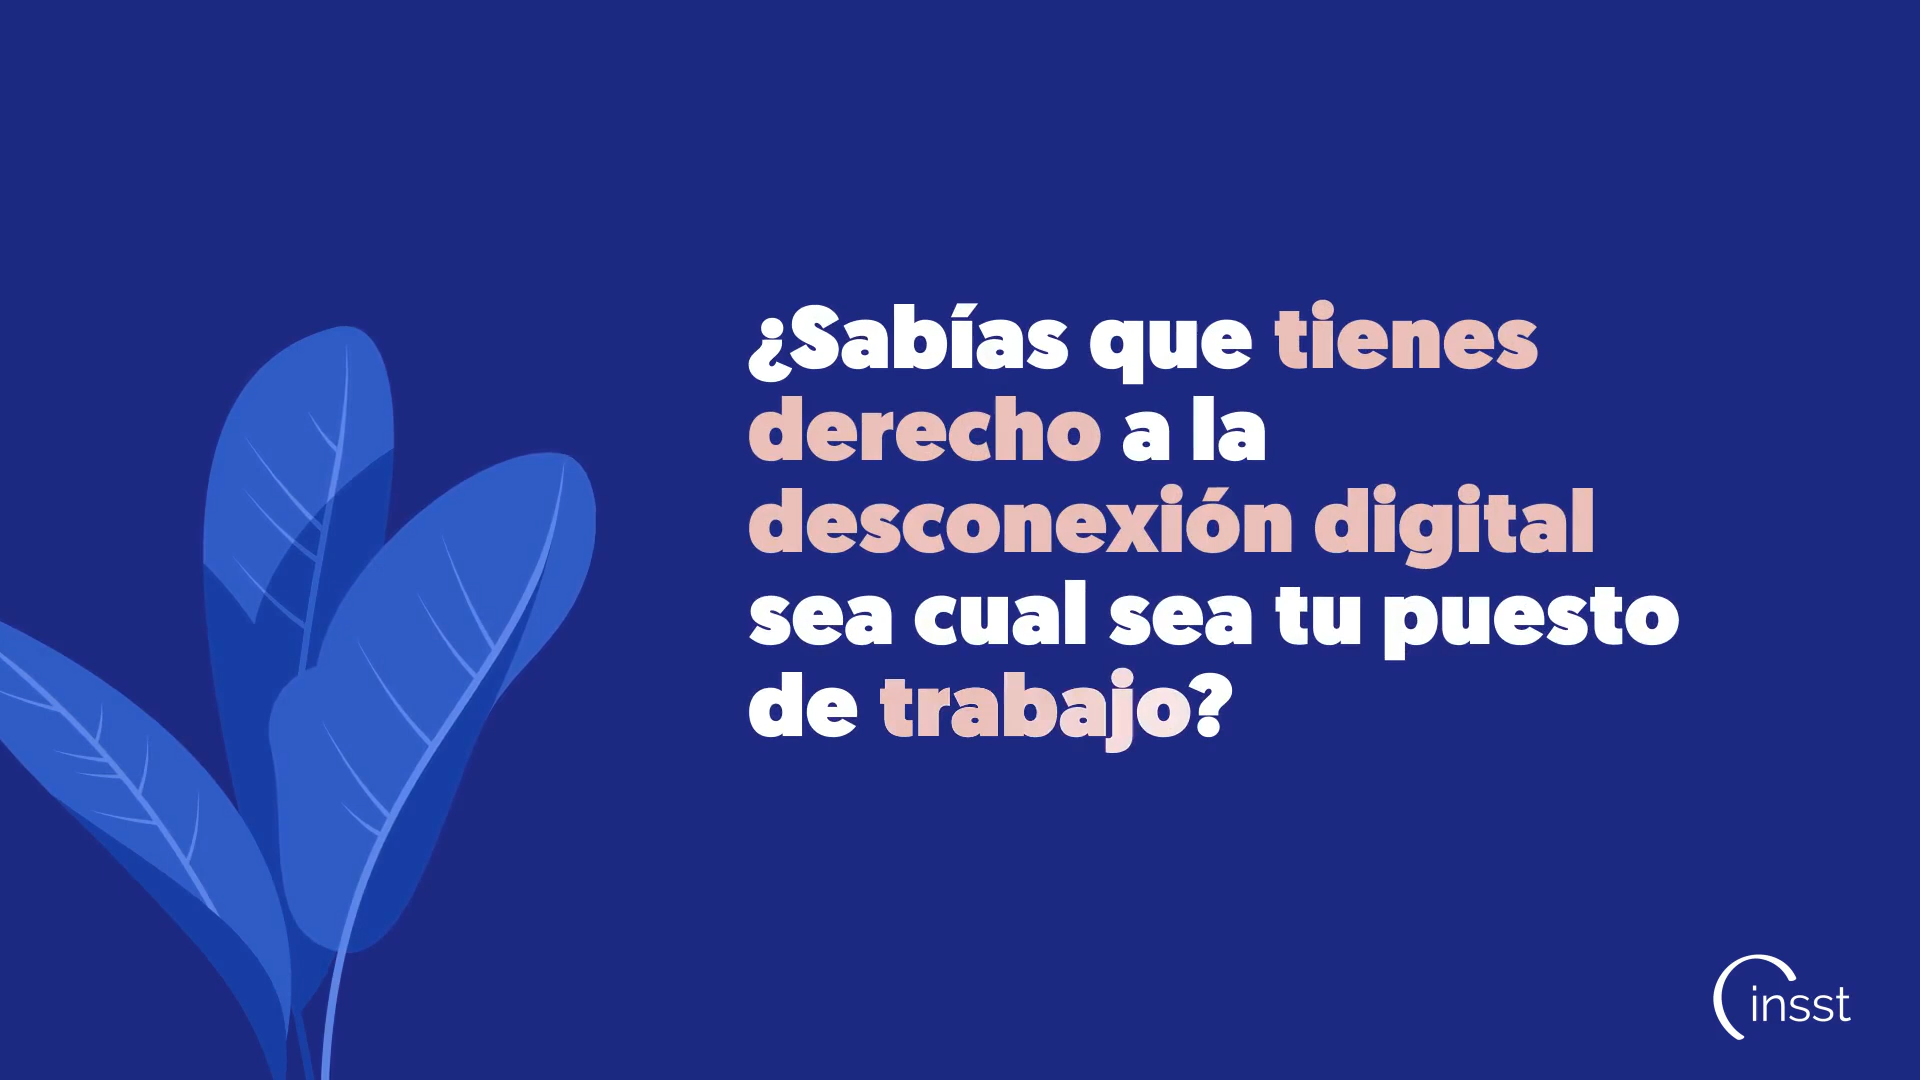 ¿Sabías que tienes
derecho a la
desconexión digital
sea cual sea tu puesto
de trabajo?
insst